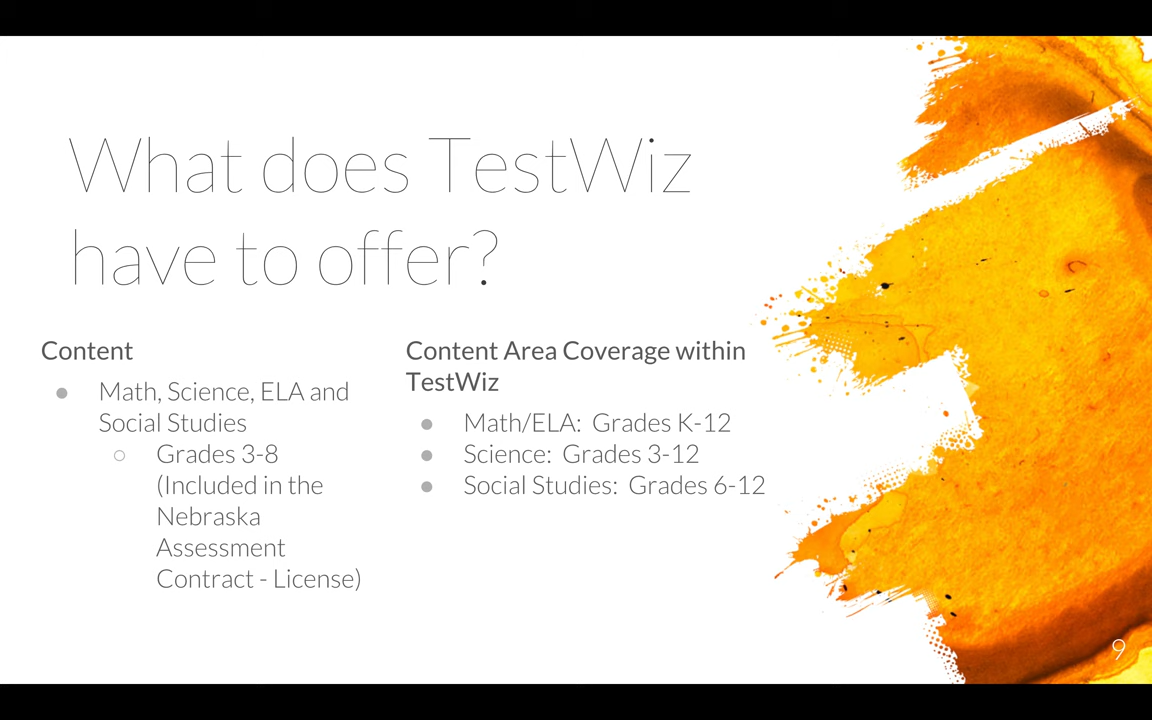 What does TestWiz
have to offer?
Content
● Math, Science, ELA and
Social Studies
○ Grades 3-8
(Included in the
Nebraska
Assessment
Contract - License)
Content Area Coverage within
TestWiz
● Math/ELA: Grades K-12
● Science: Grades 3-12
● Social Studies: Grades 6-12
9